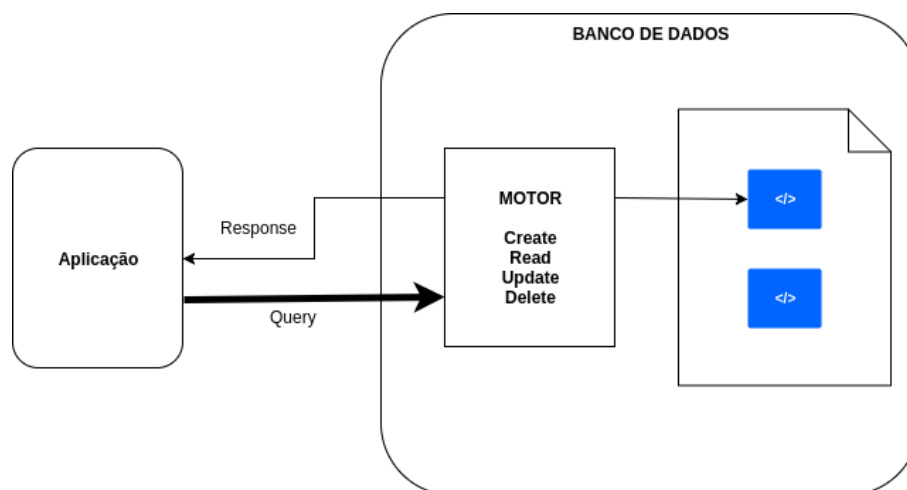 BANCO DE DADOS
Aplicação
Response
Query
MOTOR
Create
Read
Update
Delete
</>
</>